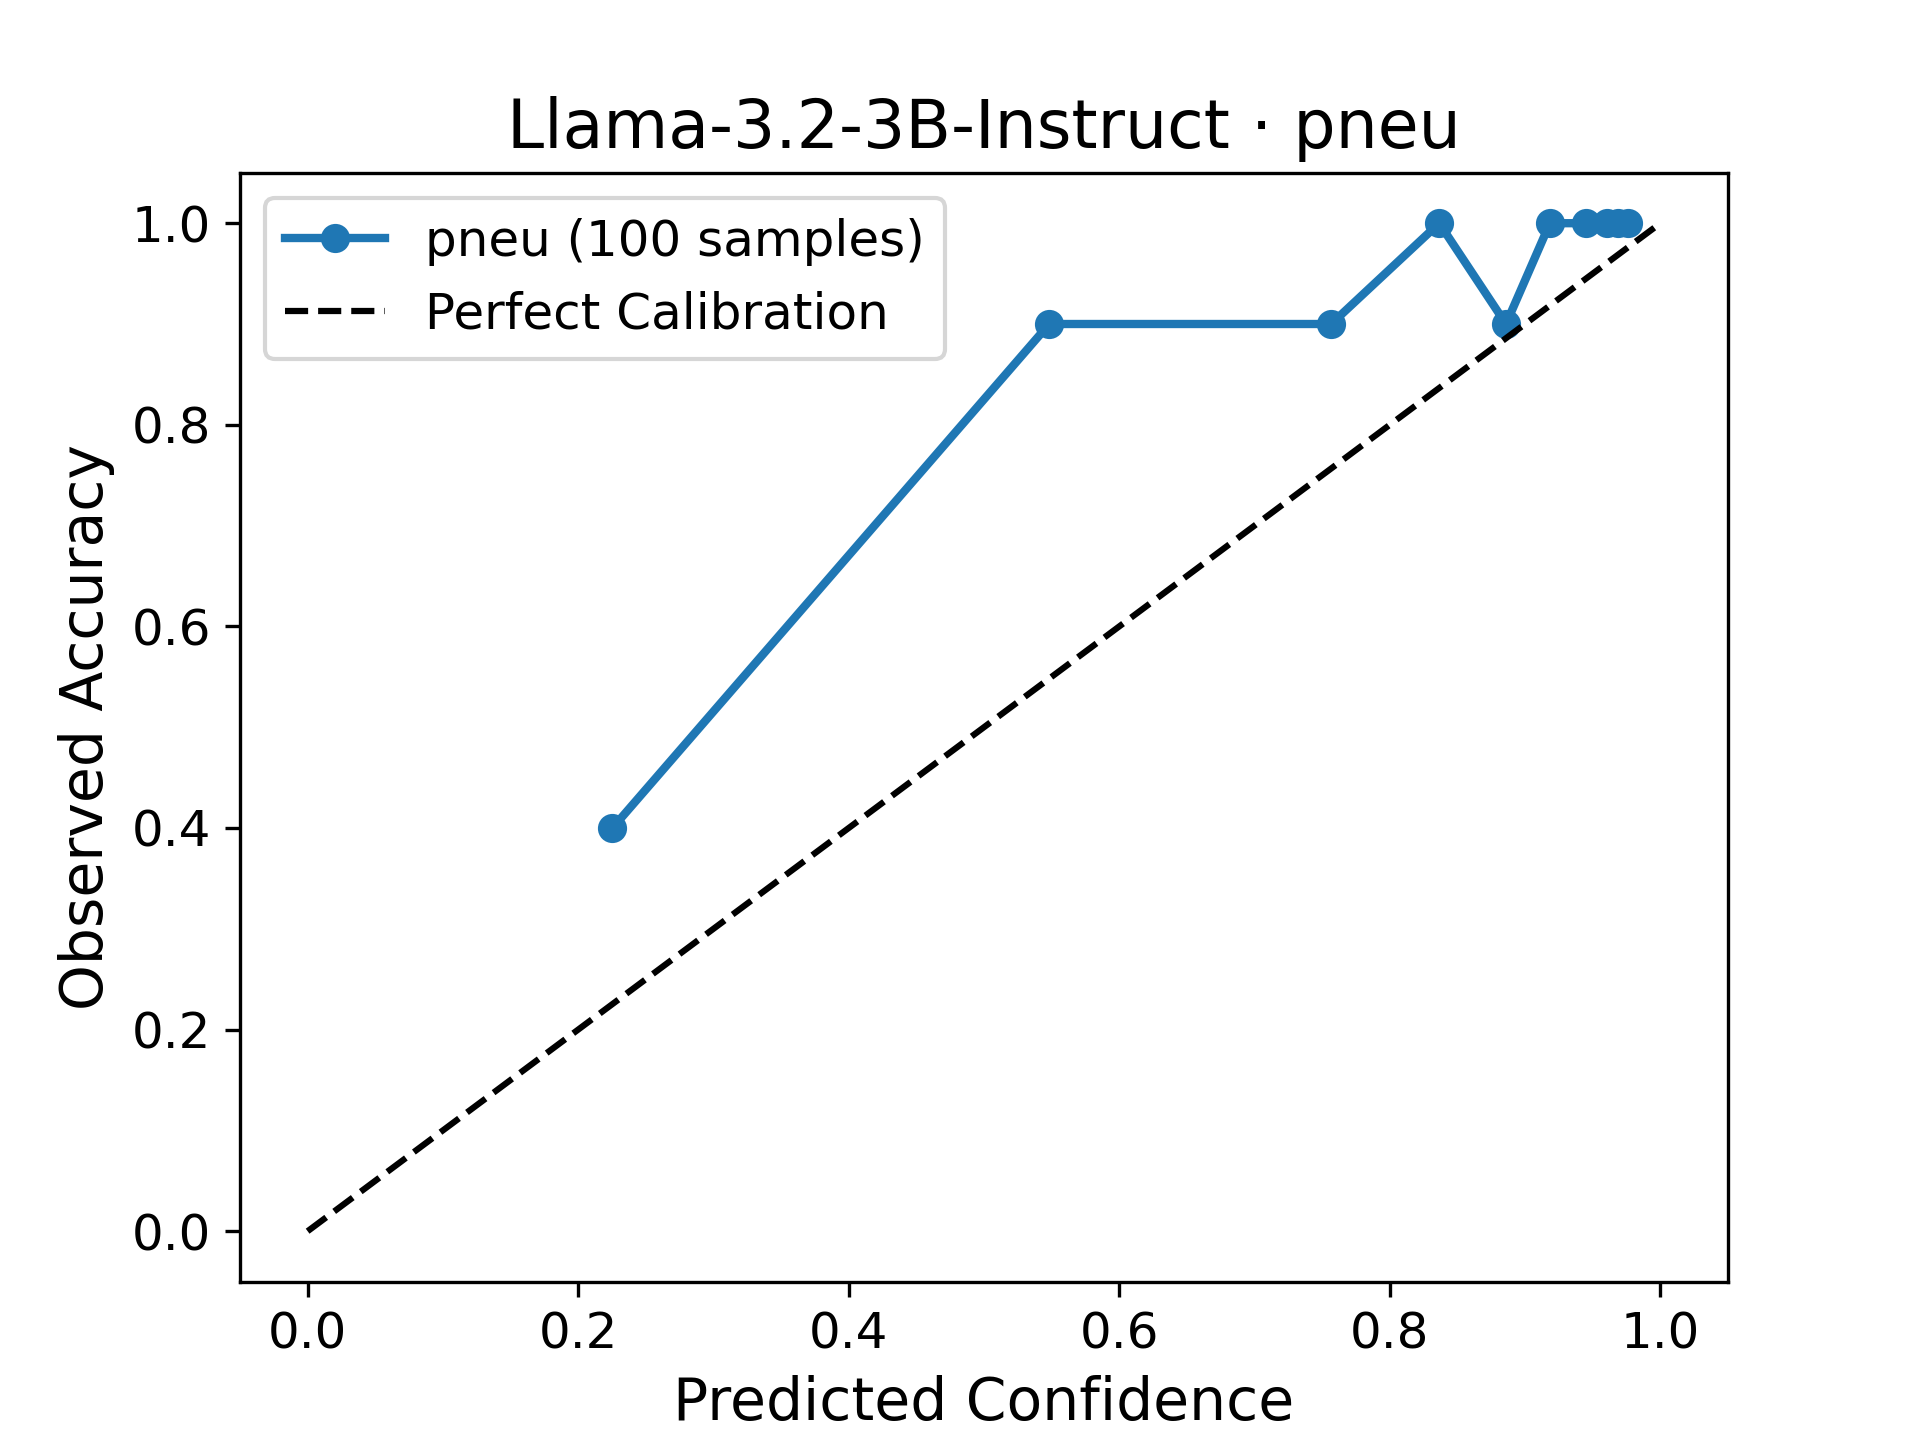 Llama-3.2-3B-Instruct · pneu
pneu (100 samples)
Perfect Calibration
1.0
0.8
0.6
0.4
0.2
0.0
Observed Accuracy
0.0 0.2 0.4 0.6 0.8 1.0
Predicted Confidence